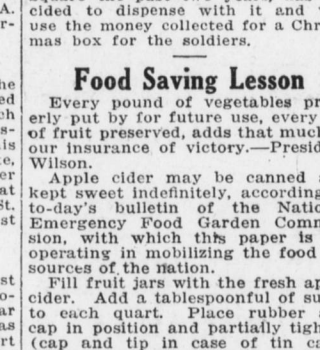 cided to dispense with it and
use the money collected for a Chr
mas box for the soldiers.
Food Saving Lesson
Every pound of vegetables pr
erly put by for future use, every
of fruit preserved, adds that much
our insurance of victory.—Presid
Wilson.
Apple cider may be canned
kept sweet indefinitely, according
to-day's bulletin of the Natio
Emergency Food Garden Comm
sion, with which this paper is
operating in mobilizing the food
sources of the nation.
Fill fruit jars with the fresh ap
cider. Add a tablespoonful of su
to each quart. Place rubber
cap in position and partially tigh
(cap and tip in case of tin ca